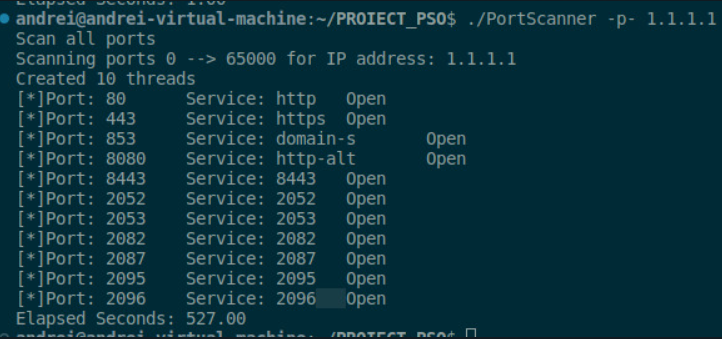 Elapsed Seconds: 1.00
andrei@andrei-virtual-machine:~/PROIECT_PSO$ ./PortScanner -p- 1.1.1.1
Scan all ports
Scanning ports 0 --> 65000 for IP address: 1.1.1.1
Created 10 threads
[*]Port: 80 Service: http Open
[*]Port: 443 Service: https Open
[*]Port: 853 Service: domain-s Open
[*]Port: 8080 Service: http-alt Open
[*]Port: 8443 Service: 8443 Open
[*]Port: 2052 Service: 2052 Open
[*]Port: 2053 Service: 2053 Open
[*]Port: 2082 Service: 2082 Open
[*]Port: 2087 Service: 2087 Open
[*]Port: 2095 Service: 2095 Open
[*]Port: 2096 Service: 2096 Open
Elapsed Seconds: 527.00
andrei@andrei-virtual-machine:~/PROIECT_PSO$